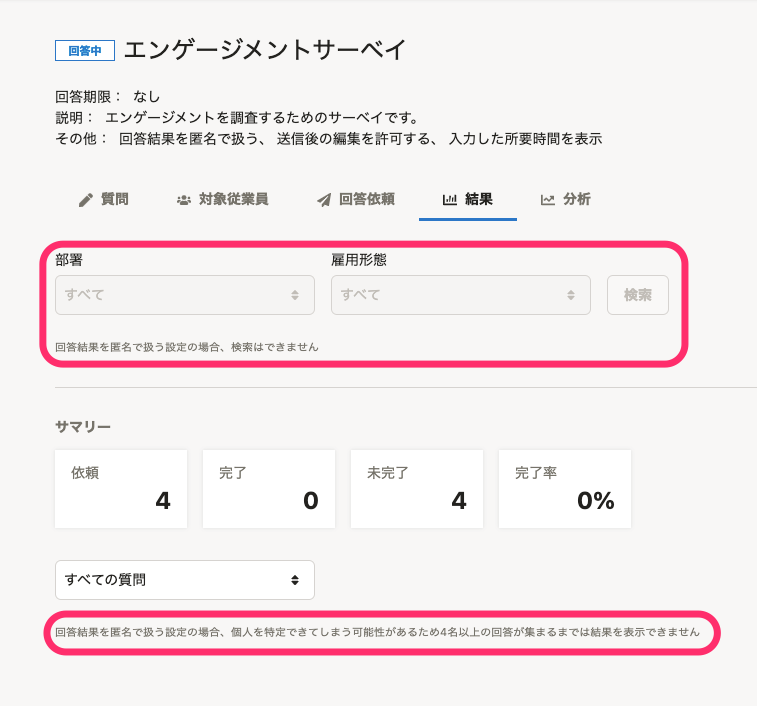 回答中 エンゲージメントサーベイ
回答期限： なし
説明： エンゲージメントを調査するためのサーベイです。
その他： 回答結果を匿名で扱う、 送信後の編集を許可する、 入力した所要時間を表示
質問 対象従業員 回答依頼 結果 分析
部署 雇用形態
すべて すべて 検索
回答結果を匿名で扱う設定の場合、検索はできません
サマリー
依頼 完了 未完了 完了率
4 0 4 0%
すべての質問
回答結果を匿名で扱う設定の場合、個人を特定できてしまう可能性があるため4名以上の回答が集まるまでは結果を表示できません